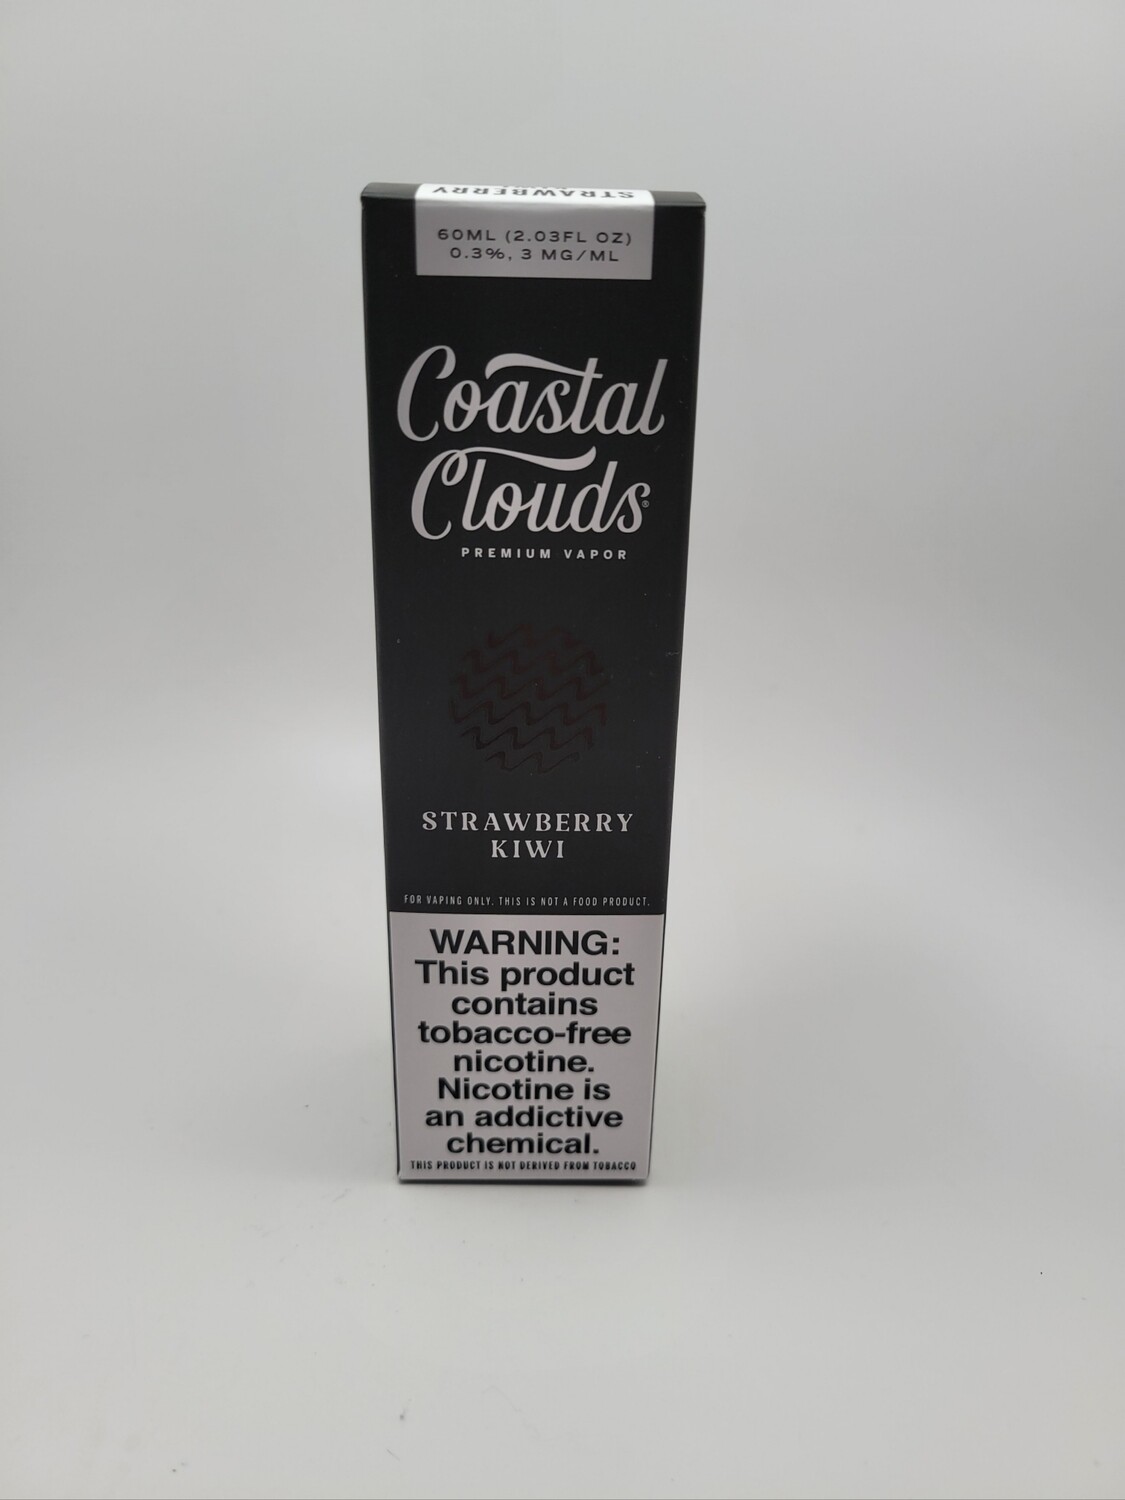 STRAWBERRY
60ML (2.03FL OZ)
0.3%, 3 MG/ML
Coastal
Clouds®
PREMIUM VAPOR
STRAWBERRY
KIWI
FOR VAPING ONLY. THIS IS NOT A FOOD PRODUCT.
WARNING:
This product
contains
tobacco-free
nicotine.
Nicotine is
an addictive
chemical.
THIS PRODUCT IS NOT DERIVED FROM TOBACCO